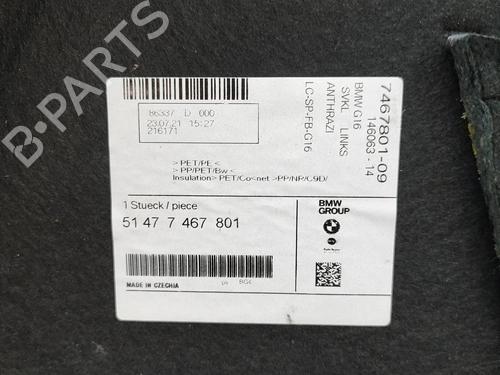 86337 D 000
23.07.21 15:27
216171
> PET/PE <
> PP/PET/Bw <
Insulation> PET/Co<net >PP/NR/C9D/
1 Stueck / piece
51 47 7 467 801
MADE IN CZECHIA
BMW
GROUP
7467801-09
146063 - 14
BMW G16
SVKL LINKS
ANTHRAZI
LC-SP-FB-G16
B-PARTS